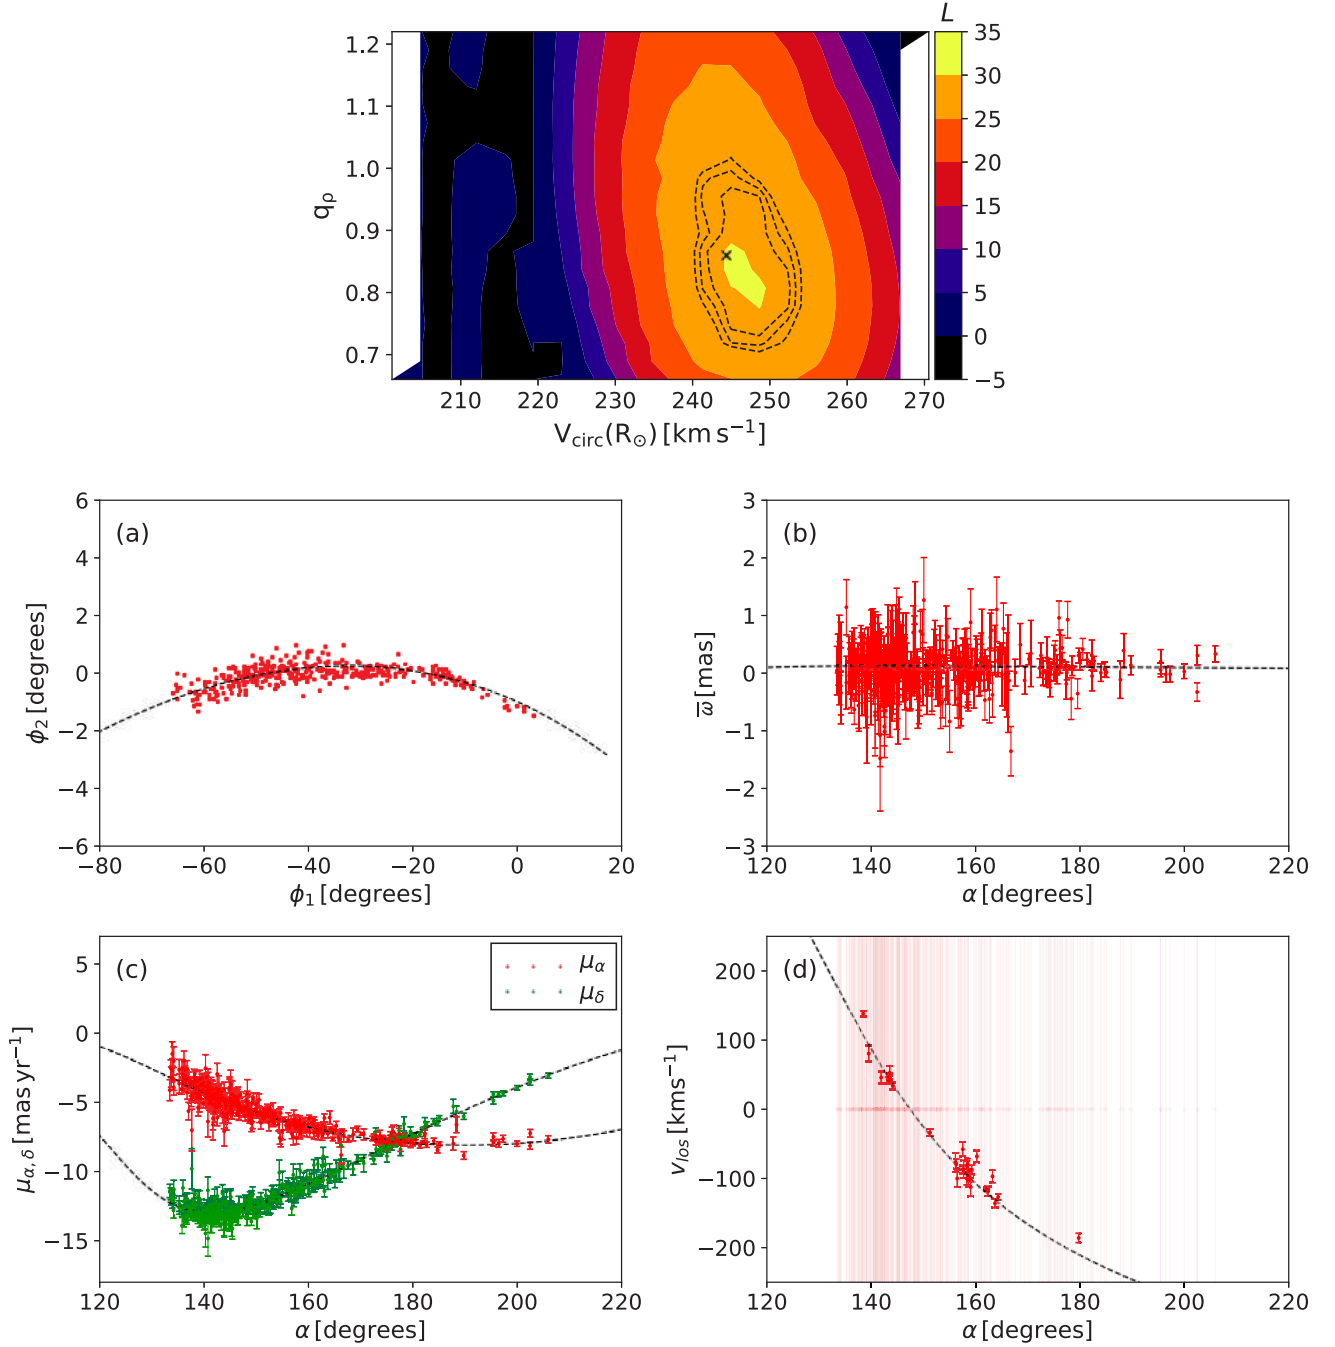 L
35
30
25
20
15
10
5
0
−5
1.2
1.1
1.0
0.9
0.8
0.7
qρ
210 220 230 240 250 260 270
Vcirc(R⊙) [km s−1]
(a)
6
4
2
0
−2
−4
−6
ϕ2 [degrees]
−80 −60 −40 −20 0 20
ϕ1 [degrees]
(b)
3
2
1
0
−1
−2
−3
ϖ [mas]
120 140 160 180 200 220
α [degrees]
(c)
μα
μδ
5
0
−5
−10
−15
μα,δ [mas yr−1]
120 140 160 180 200 220
α [degrees]
(d)
200
100
0
−100
−200
vlos [kms−1]
120 140 160 180 200 220
α [degrees]